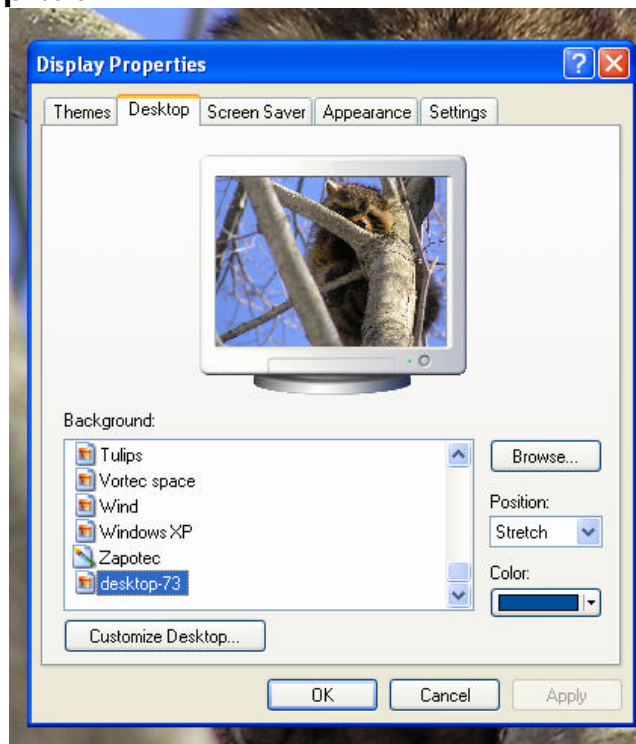 Display Properties
Themes Desktop Screen Saver Appearance Settings
Background:
Tulips
Vortec space
Wind
Windows XP
Zapotec
desktop-73
Browse...
Position:
Stretch
Color:
Customize Desktop...
OK Cancel Apply